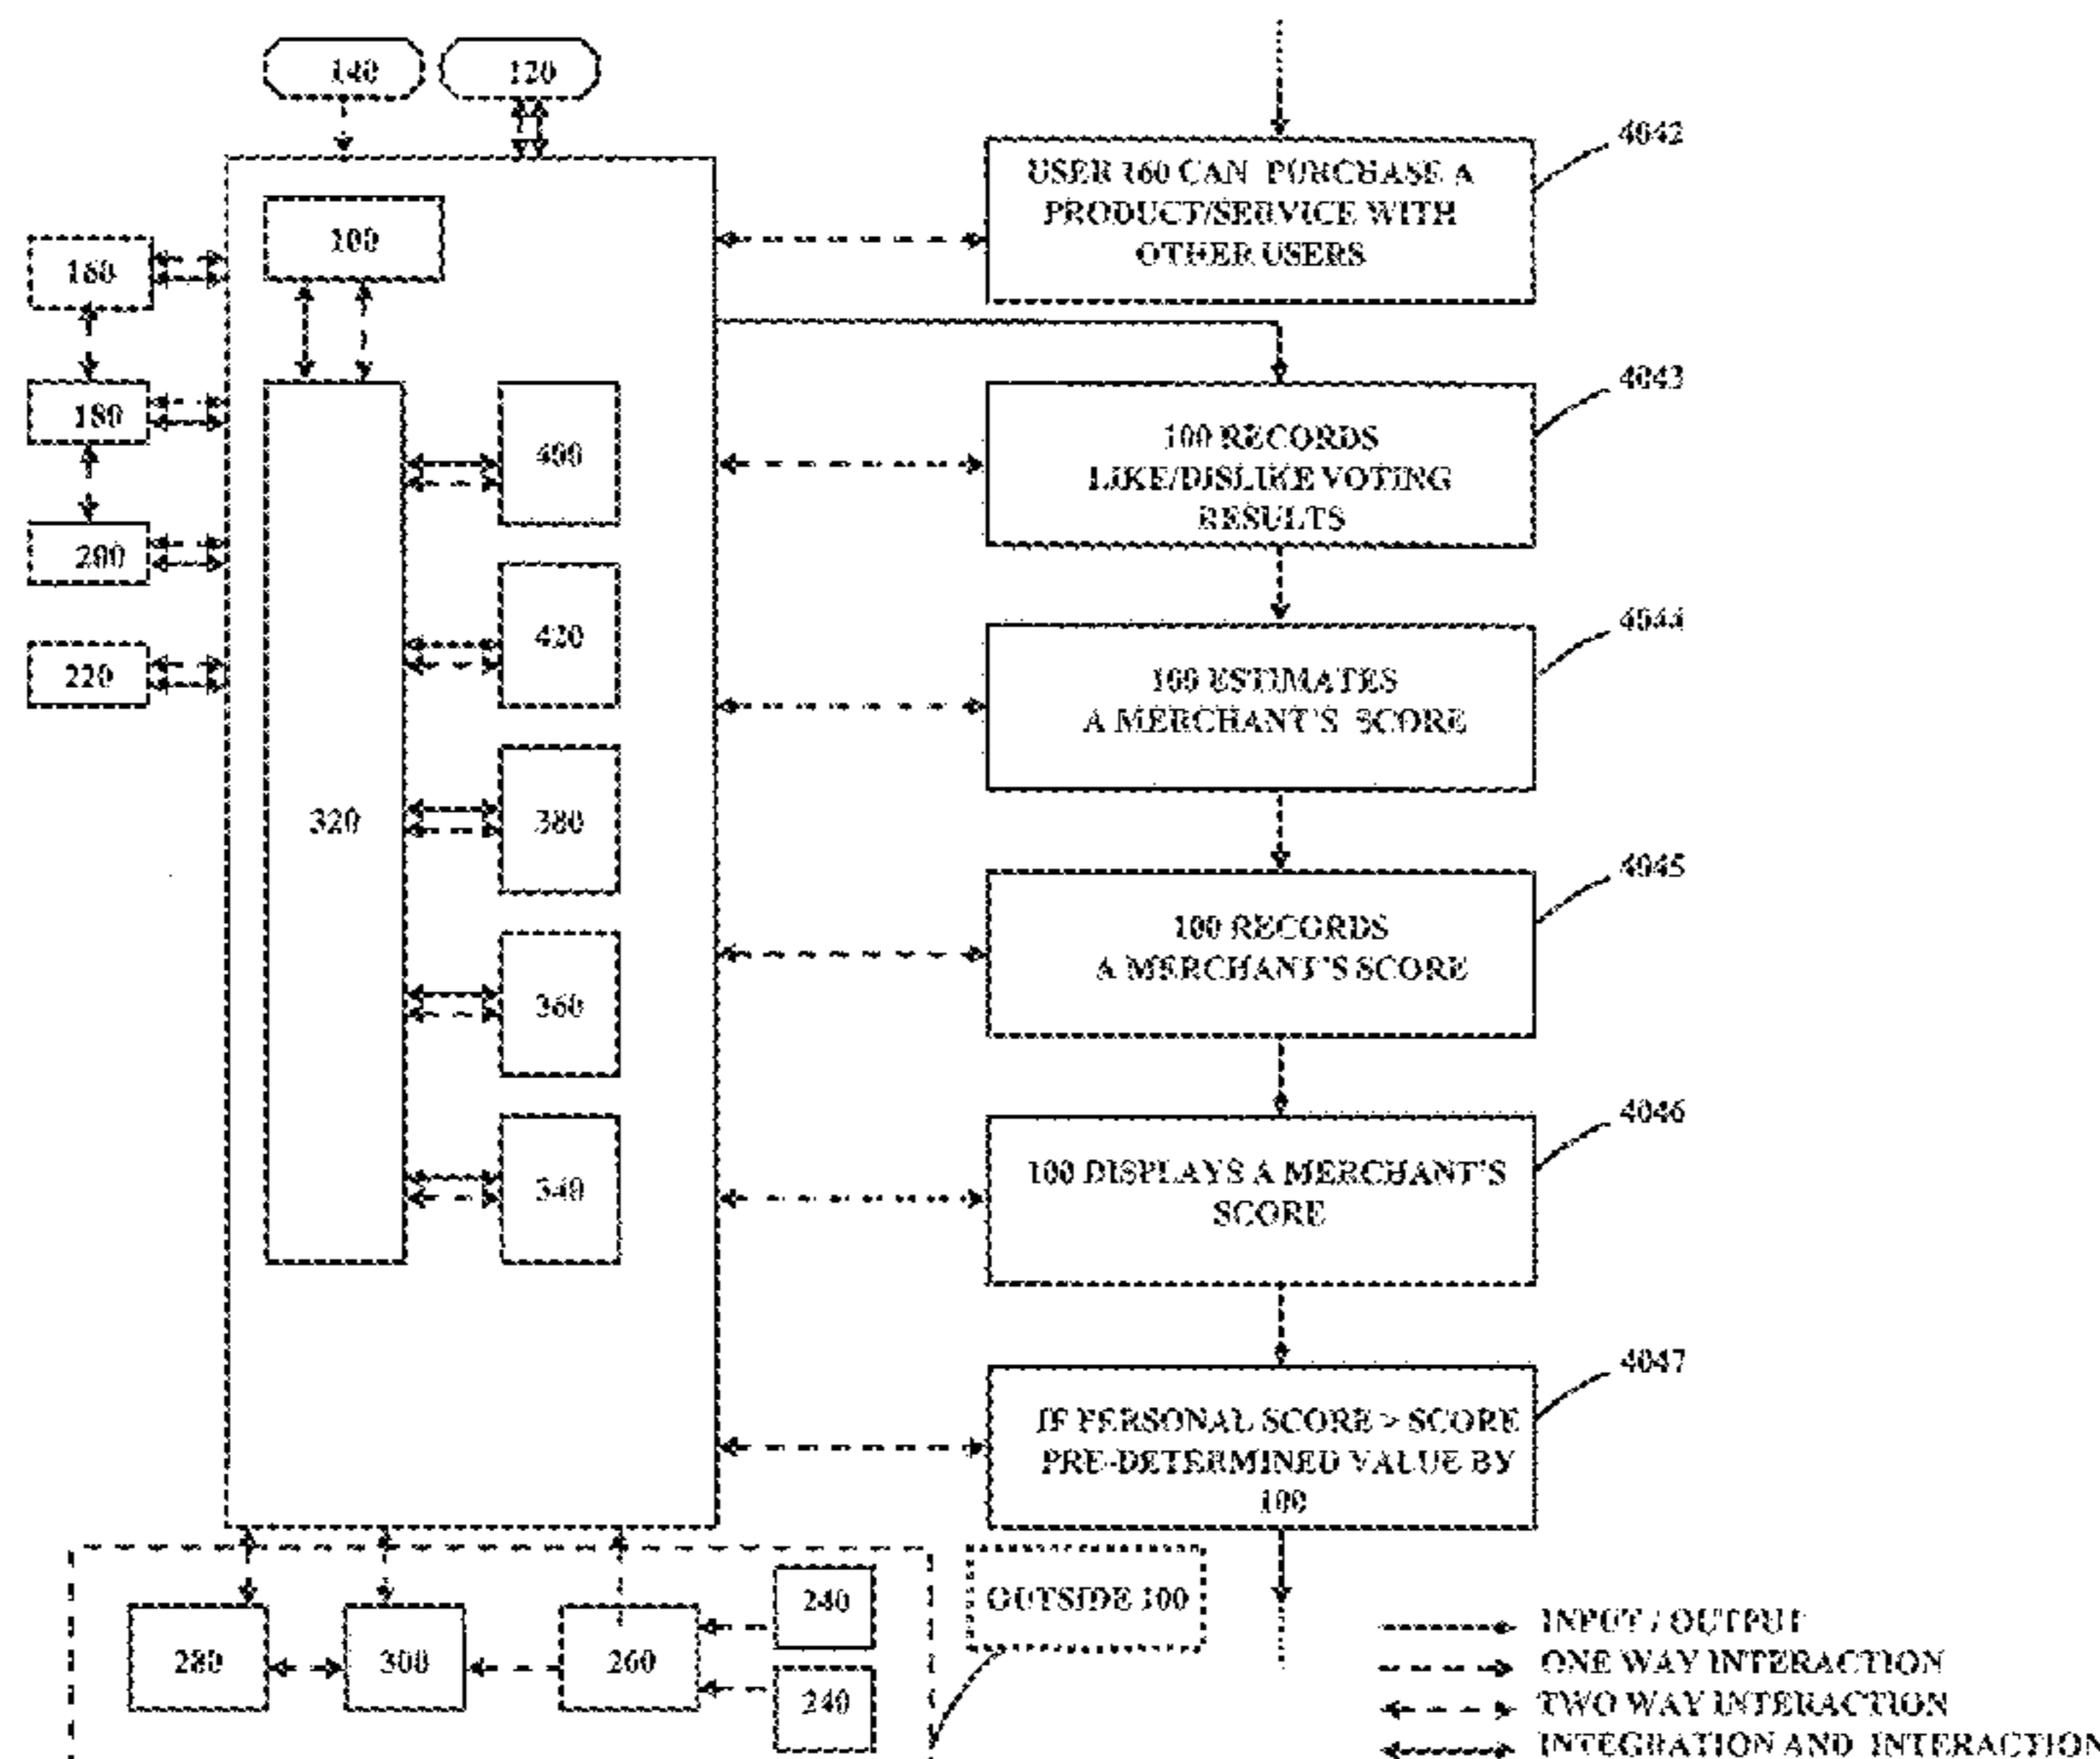 140
120
100
160
180
200
220
320
400
420
380
360
340
USER 160 CAN PURCHASE A
PRODUCT/SERVICE WITH
OTHER USERS
4042
100 RECORDS
LIKE/DISLIKE VOTING
RESULTS
4043
100 ESTIMATES
A MERCHANT'S SCORE
4044
100 RECORDS
A MERCHANT'S SCORE
4045
100 DISPLAYS A MERCHANT'S
SCORE
4046
IF PERSONAL SCORE > SCORE
PRE-DETERMINED VALUE BY
100
4047
280
300
260
240
240
OUTSIDE 100
INPUT / OUTPUT
ONE WAY INTERACTION
TWO WAY INTERACTION
INTEGRATION AND INTERACTION